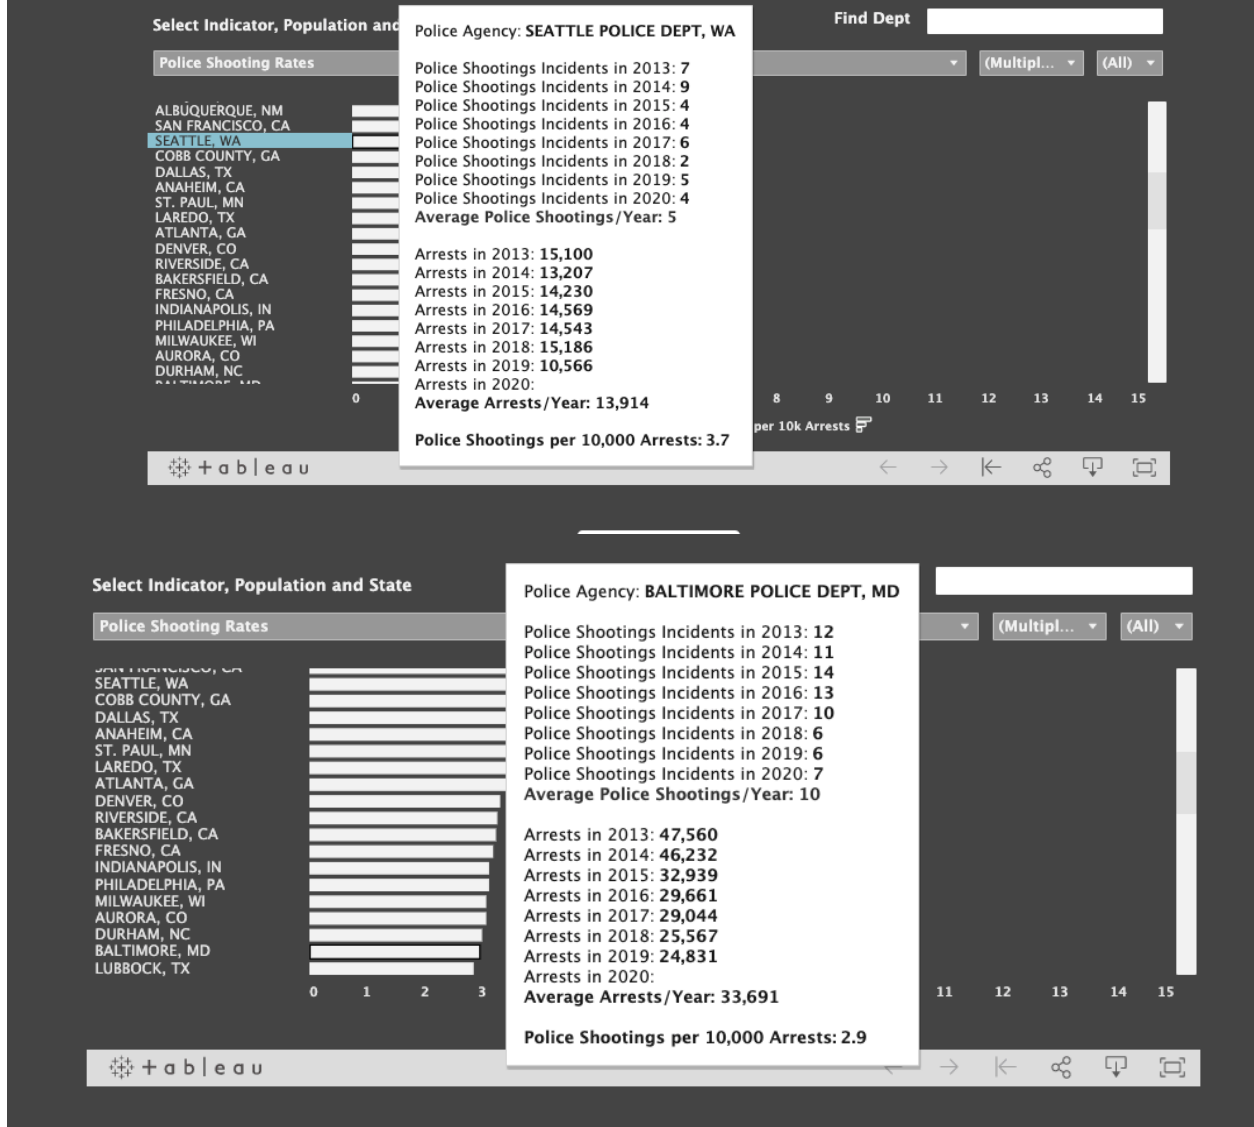 Select Indicator, Population and
Find Dept
Police Shooting Rates
(Multipl...
(All)
ALBUQUERQUE, NM
SAN FRANCISCO, CA
SEATTLE, WA
COBB COUNTY, GA
DALLAS, TX
ANAHEIM, CA
ST. PAUL, MN
LAREDO, TX
ATLANTA, GA
DENVER, CO
RIVERSIDE, CA
BAKERSFIELD, CA
FRESNO, CA
INDIANAPOLIS, IN
PHILADELPHIA, PA
MILWAUKEE, WI
AURORA, CO
DURHAM, NC
BALTIMORE, MD
Police Agency: SEATTLE POLICE DEPT, WA
Police Shootings Incidents in 2013: 7
Police Shootings Incidents in 2014: 9
Police Shootings Incidents in 2015: 4
Police Shootings Incidents in 2016: 4
Police Shootings Incidents in 2017: 6
Police Shootings Incidents in 2018: 2
Police Shootings Incidents in 2019: 5
Police Shootings Incidents in 2020: 4
Average Police Shootings/Year: 5
Arrests in 2013: 15,100
Arrests in 2014: 13,207
Arrests in 2015: 14,230
Arrests in 2016: 14,569
Arrests in 2017: 14,543
Arrests in 2018: 15,186
Arrests in 2019: 10,566
Arrests in 2020:
Average Arrests/Year: 13,914
Police Shootings per 10,000 Arrests: 3.7
0 8 9 10 11 12 13 14 15
per 10k Arrests
+ableau
Select Indicator, Population and State
Police Shooting Rates
(Multipl...
(All)
SAN FRANCISCO, CA
SEATTLE, WA
COBB COUNTY, GA
DALLAS, TX
ANAHEIM, CA
ST. PAUL, MN
LAREDO, TX
ATLANTA, GA
DENVER, CO
RIVERSIDE, CA
BAKERSFIELD, CA
FRESNO, CA
INDIANAPOLIS, IN
PHILADELPHIA, PA
MILWAUKEE, WI
AURORA, CO
DURHAM, NC
BALTIMORE, MD
LUBBOCK, TX
Police Agency: BALTIMORE POLICE DEPT, MD
Police Shootings Incidents in 2013: 12
Police Shootings Incidents in 2014: 11
Police Shootings Incidents in 2015: 14
Police Shootings Incidents in 2016: 13
Police Shootings Incidents in 2017: 10
Police Shootings Incidents in 2018: 6
Police Shootings Incidents in 2019: 6
Police Shootings Incidents in 2020: 7
Average Police Shootings/Year: 10
Arrests in 2013: 47,560
Arrests in 2014: 46,232
Arrests in 2015: 32,939
Arrests in 2016: 29,661
Arrests in 2017: 29,044
Arrests in 2018: 25,567
Arrests in 2019: 24,831
Arrests in 2020:
Average Arrests/Year: 33,691
Police Shootings per 10,000 Arrests: 2.9
0 1 2 3 11 12 13 14 15
+ableau